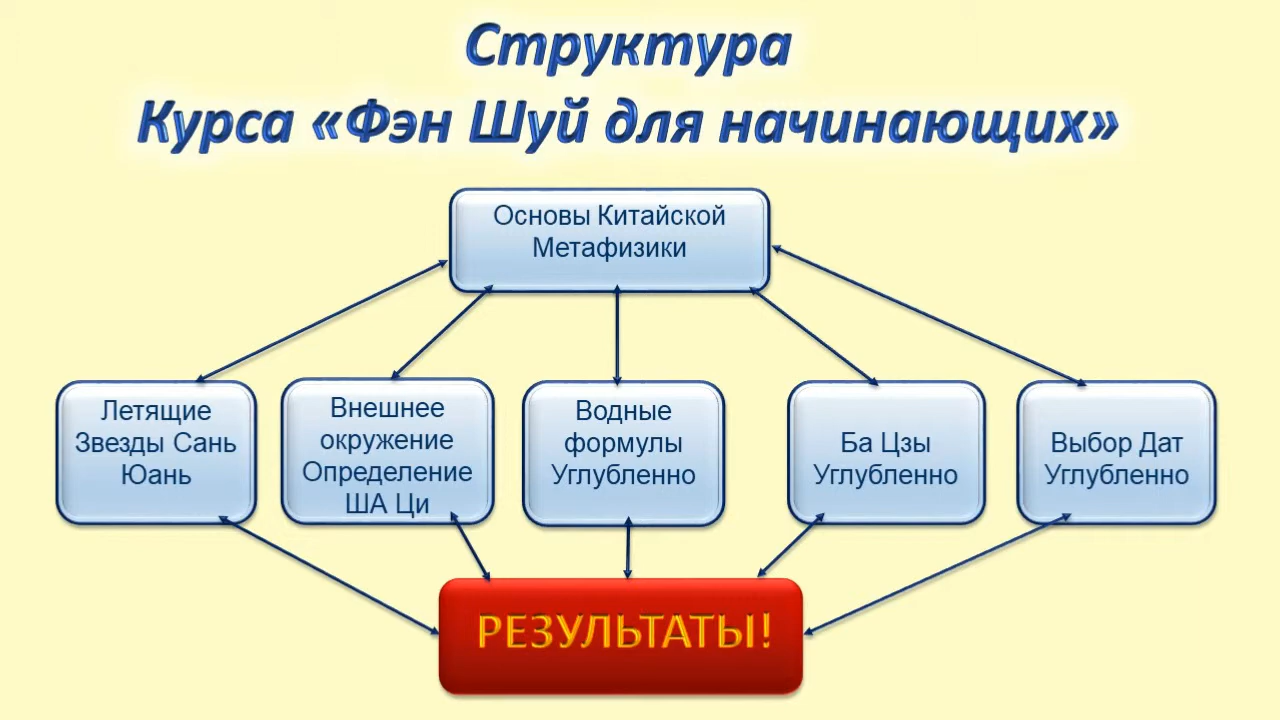 Структура
Курса «Фэн Шуй для начинающих»
Основы Китайской
Метафизики
Летящие
Звезды Сань
Юань
Внешнее
окружение
Определение
ША Ци
Водные
формулы
Углубленно
Ба Цзы
Углубленно
Выбор Дат
Углубленно
РЕЗУЛЬТАТЫ!